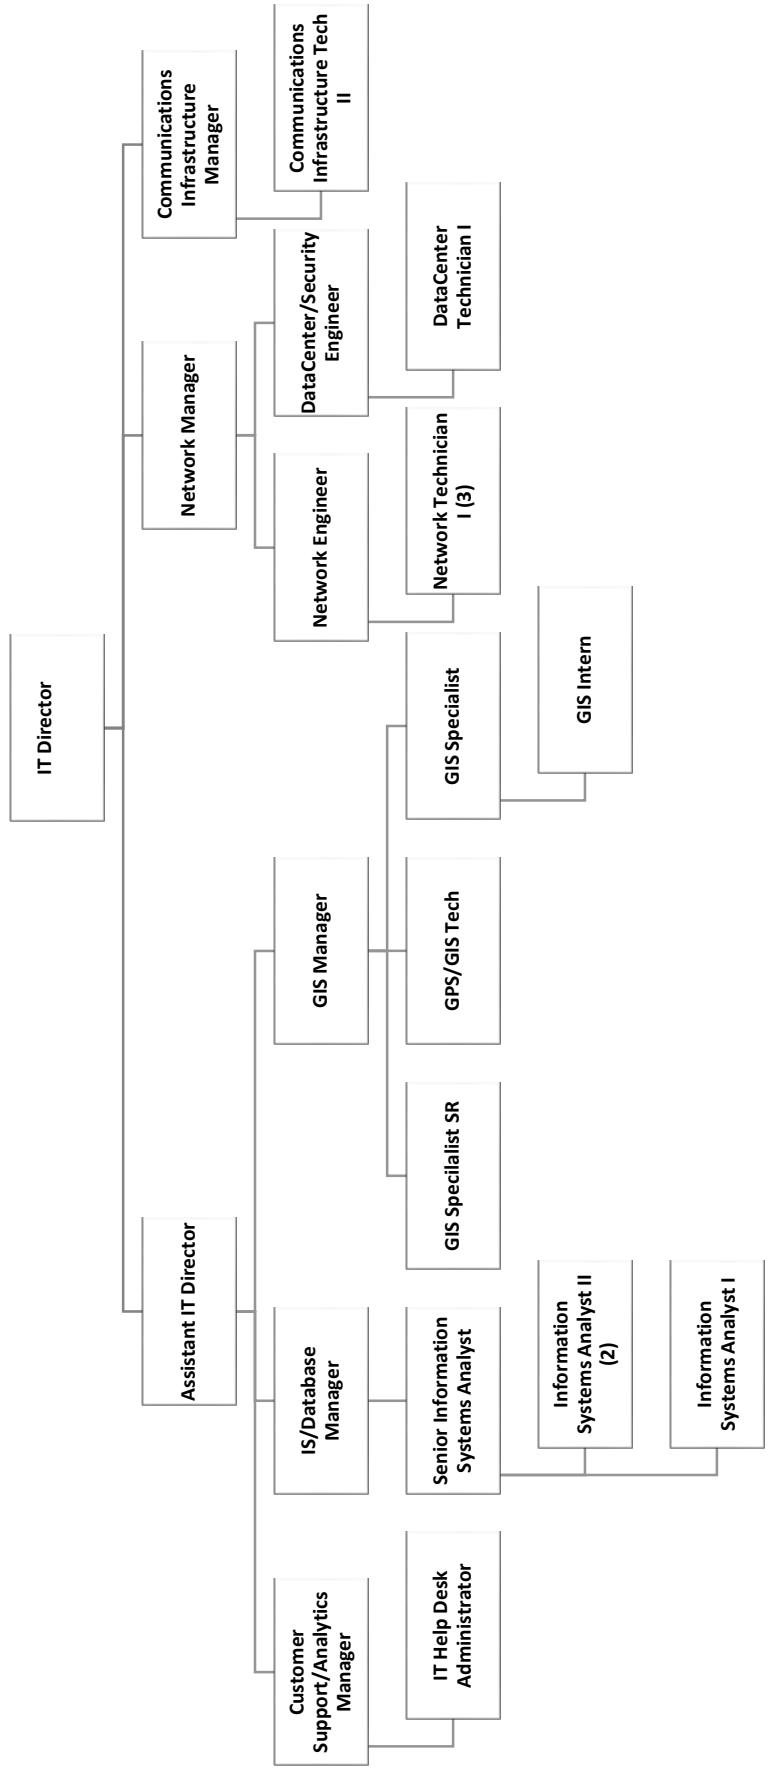 IT Director
Assistant IT Director
Network Manager
Communications
Infrastructure
Manager
Customer
Support/Analytics
Manager
IS/Database
Manager
GIS Manager
Network Engineer
DataCenter/Security
Engineer
Communications
Infrastructure Tech
II
IT Help Desk
Administrator
Senior Information
Systems Analyst
GIS Specilalist SR
GPS/GIS Tech
GIS Specialist
Network Technician
I (3)
DataCenter
Technician I
Information
Systems Analyst II
(2)
GIS Intern
Information
Systems Analyst I